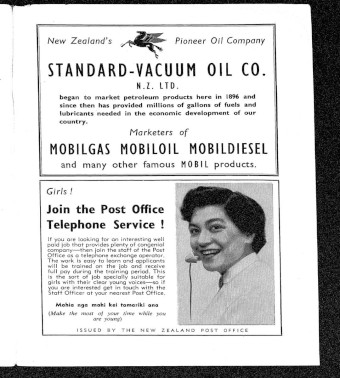 New Zealand's Pioneer Oil Company
STANDARD-VACUUM OIL CO.
N.Z. LTD.
began to market petroleum products here in 1896 and
since then has provided millions of gallons of fuels and
lubricants needed in the economic development of our
country.
Marketers of
MOBILGAS MOBILOIL MOBILDIESEL
and many other famous MOBIL products.
Girls !
Join the Post Office
Telephone Service !
If you are looking for an interesting well
paid job that provides plenty of congenial
company—then join the staff of the Post
Office as a telephone exchange operator.
The work is easy to learn and applicants
will be trained on the job and receive
full pay during the training period. This
is the sort of job specially suitable for
girls with their clear young voices—so if
you are interested get in touch with the
Staff Officer at your nearest Post Office.
Mahia nga mahi kei tamariki ana
(Make the most of your time while you
are young)
ISSUED BY THE NEW ZEALAND POST OFFICE